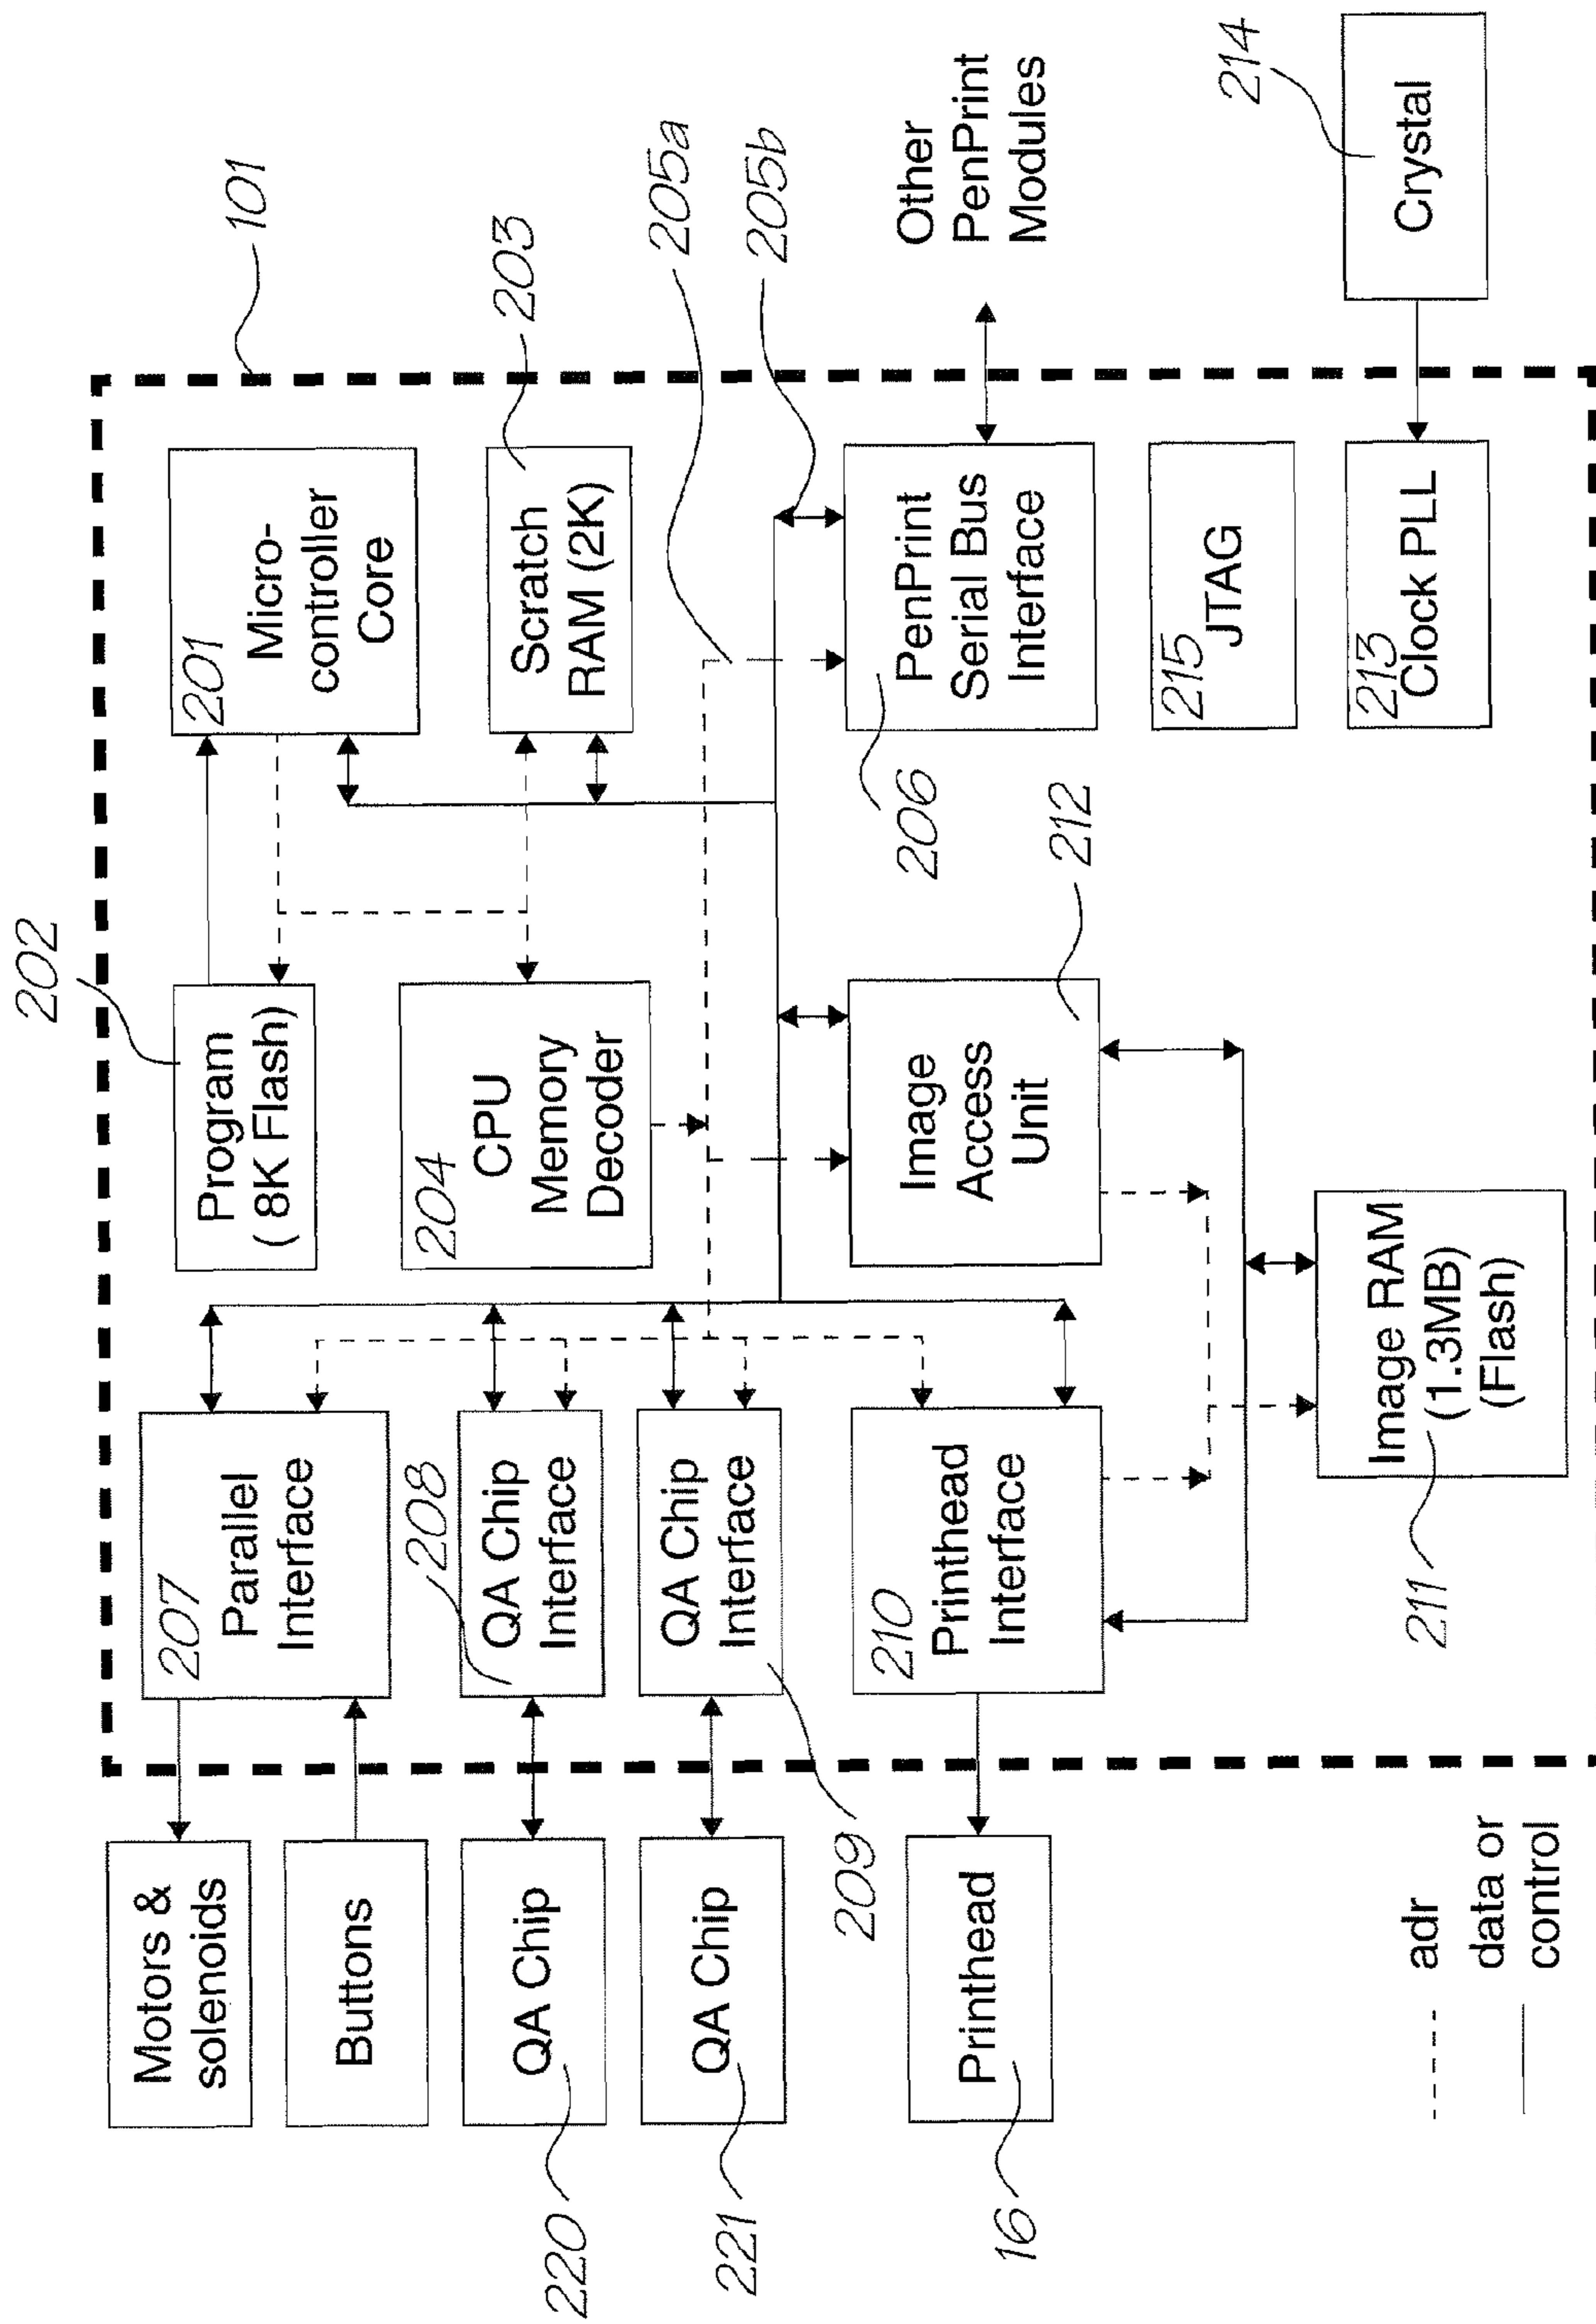 Motors &
solenoids
Buttons
QA Chip
220
QA Chip
221
Printhead
16
adr
data or
control
207
Parallel
Interface
208
QA Chip
Interface
QA Chip
Interface
209
210
Printhead
Interface
202
Program
( 8K Flash)
204
CPU
Memory
Decoder
Image
Access
Unit
212
Image RAM
(1.3MB)
(Flash)
211
101
201
Micro-
controller
Core
203
Scratch
RAM (2K)
205a
205b
206
PenPrint
Serial Bus
Interface
Other
PenPrint
Modules
215
JTAG
213
Clock PLL
214
Crystal